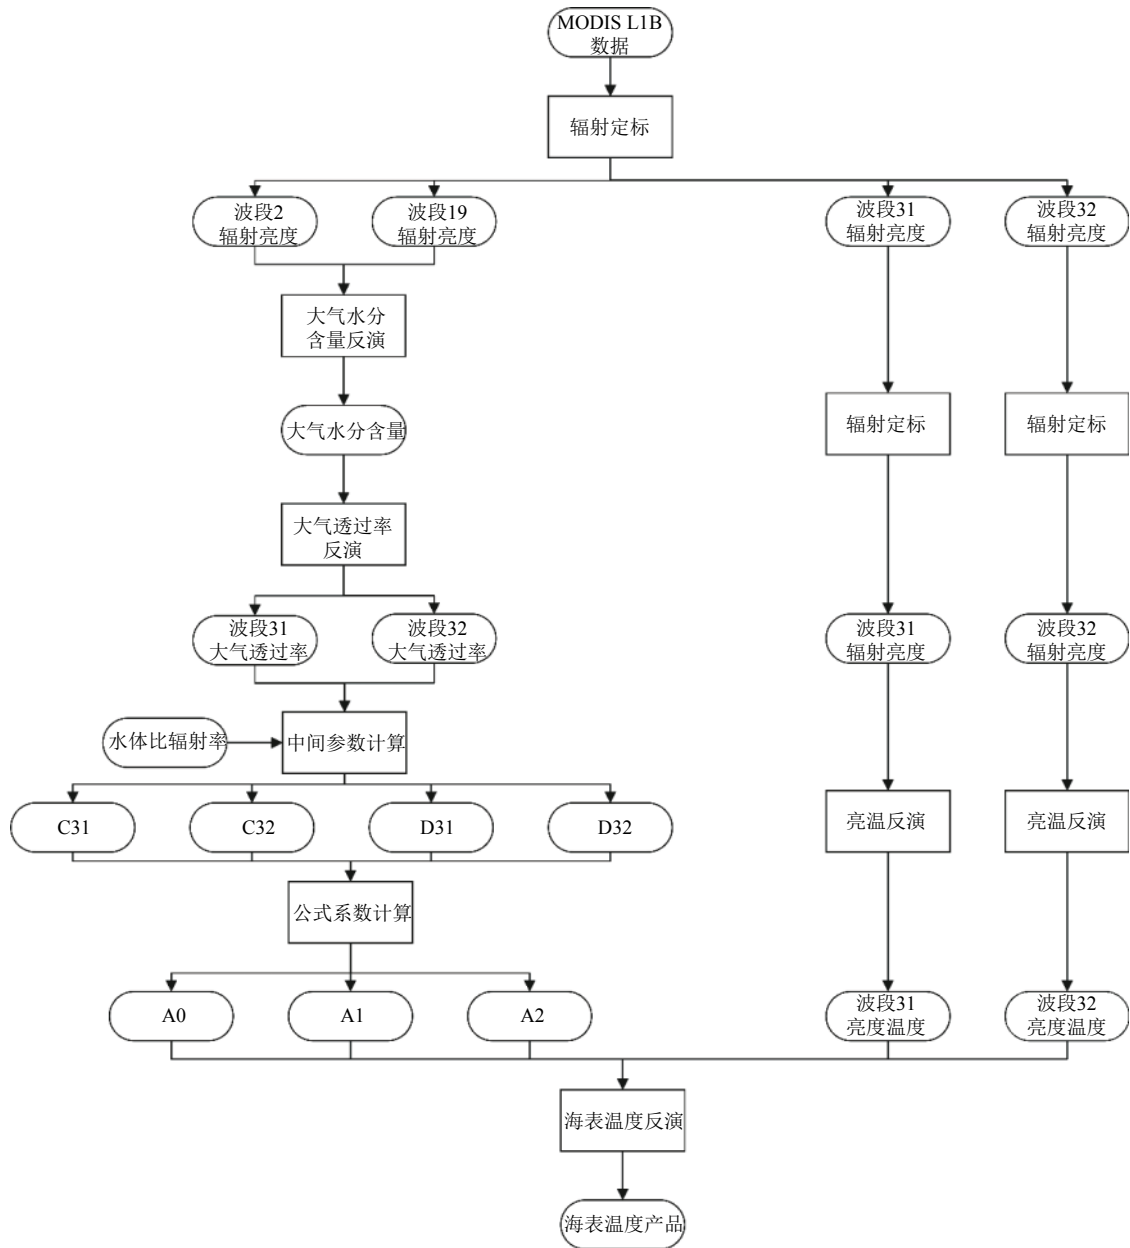 MODIS L1B
数据
辐射定标
波段2
辐射亮度
波段19
辐射亮度
波段31
辐射亮度
波段32
辐射亮度
大气水分
含量反演
大气水分含量
辐射定标
辐射定标
大气透过率
反演
波段31
大气透过率
波段32
大气透过率
波段31
辐射亮度
波段32
辐射亮度
水体比辐射率
中间参数计算
C31
C32
D31
D32
亮温反演
亮温反演
公式系数计算
A0
A1
A2
波段31
亮度温度
波段32
亮度温度
海表温度反演
海表温度产品